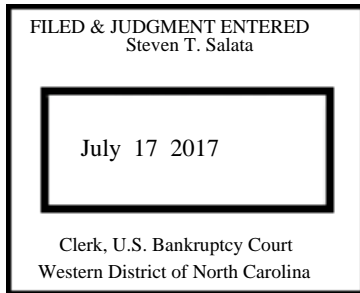 FILED & JUDGMENT ENTERED
Steven T. Salata
July 17 2017
Clerk, U.S. Bankruptcy Court
Western District of North Carolina